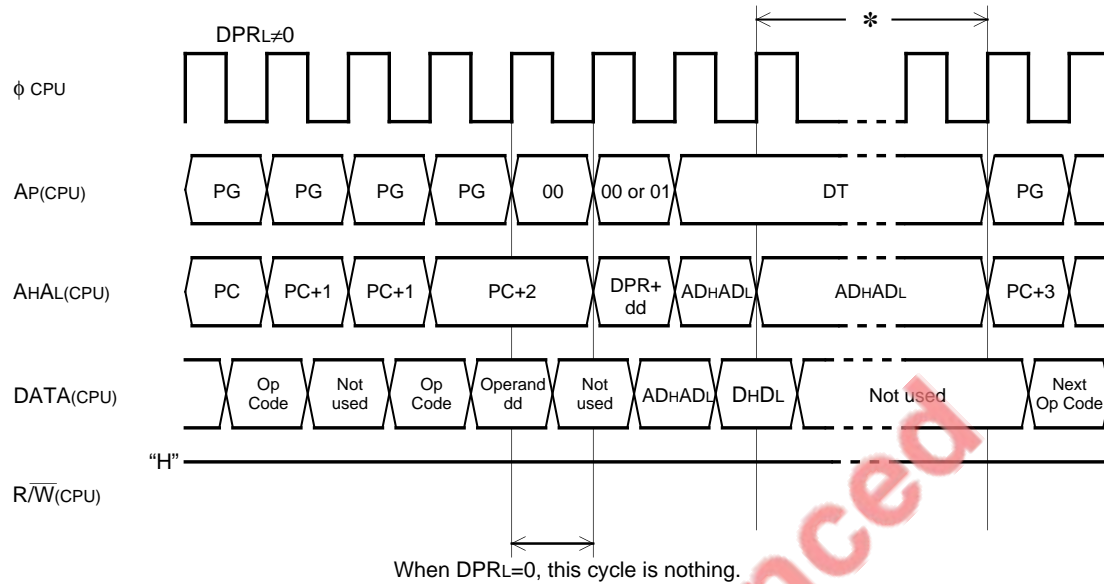 DPRL≠0
*
φ CPU
AP(CPU)
PG PG PG PG 00 00 or 01 DT PG
AHAL(CPU)
PC PC+1 PC+1 PC+2 DPR+ dd ADHADL ADHADL PC+3
DATA(CPU)
Op Code Not used Op Code Operand dd Not used ADHADL DHDL Not used Next Op Code
“H”
R/W̅(CPU)
When DPRL=0, this cycle is nothing.